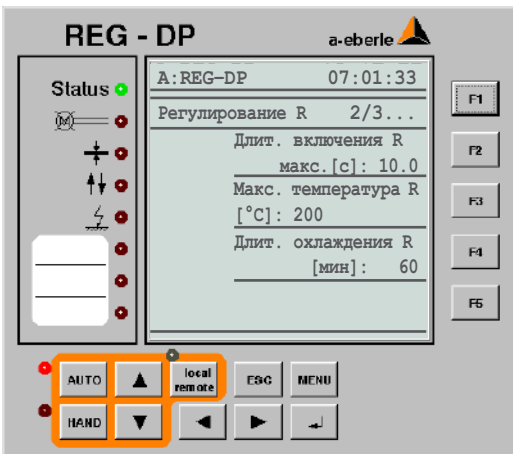 REG - DP
a-eberle
Status
A:REG-DP 07:01:33
Регулирование R 2/3...
Длит. включения R
макс.[с]: 10.0
Макс. температура R
[°C]: 200
Длит. охлаждения R
[мин]: 60
F1
F2
F3
F4
F5
M
AUTO
local
remote
ESC
MENU
HAND